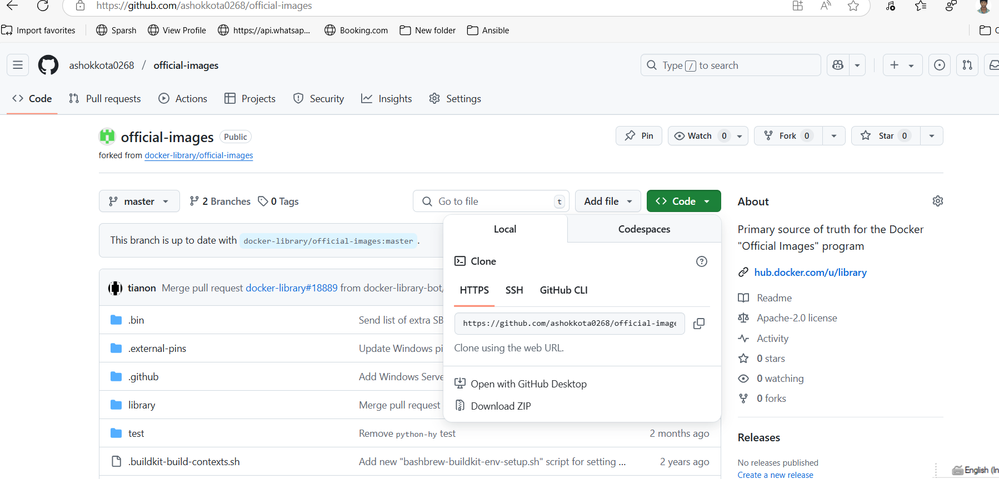 https://github.com/ashokkota0268/official-images
Import favorites
Sparsh
View Profile
https://api.whatsap...
Booking.com
New folder
Ansible
ashokkota0268 / official-images
Type / to search
Code
Pull requests
Actions
Projects
Security
Insights
Settings
official-images Public
forked from docker-library/official-images
Pin
Watch 0
Fork 0
Star 0
master
2 Branches
0 Tags
Go to file t
Add file
Code
This branch is up to date with docker-library/official-images:master .
tianon Merge pull request docker-library#18889 from docker-library-bot/
.bin Send list of extra SB
.external-pins Update Windows pi
.github Add Windows Serve
library Merge pull request
test Remove python-hy test 2 months ago
.buildkit-build-contexts.sh Add new "bashbrew-buildkit-env-setup.sh" script for setting ... 2 years ago
Local
Codespaces
Clone
HTTPS
SSH
GitHub CLI
https://github.com/ashokkota0268/official-image
Clone using the web URL.
Open with GitHub Desktop
Download ZIP
About
Primary source of truth for the Docker
"Official Images" program
hub.docker.com/u/library
Readme
Apache-2.0 license
Activity
0 stars
0 watching
0 forks
Releases
No releases published
Create a new release
English (In